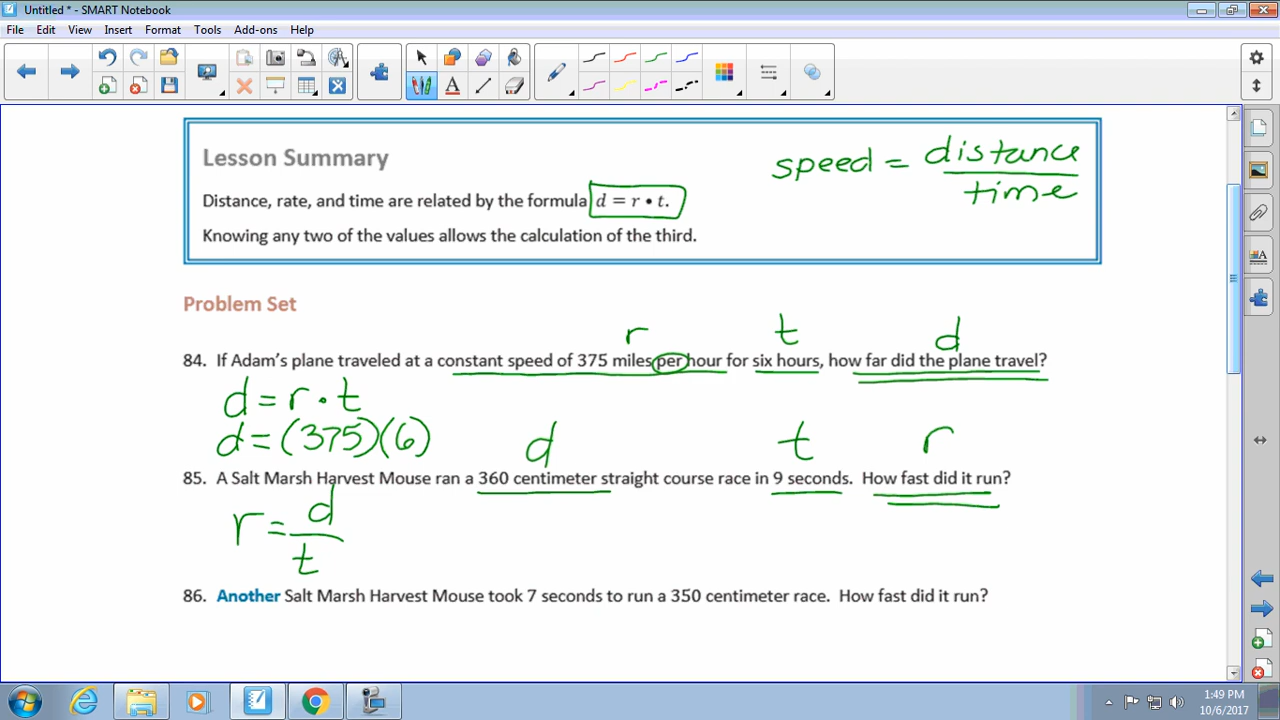 Untitled * - SMART Notebook
File Edit View Insert Format Tools Add-ons Help
Lesson Summary
speed = distance
time
Distance, rate, and time are related by the formula d = r • t.
Knowing any two of the values allows the calculation of the third.
Problem Set
r t d
84. If Adam's plane traveled at a constant speed of 375 miles per hour for six hours, how far did the plane travel?
d = r • t
d = (375)(6)
d t r
85. A Salt Marsh Harvest Mouse ran a 360 centimeter straight course race in 9 seconds. How fast did it run?
r = d
t
86. Another Salt Marsh Harvest Mouse took 7 seconds to run a 350 centimeter race. How fast did it run?
1:49 PM
10/6/2017